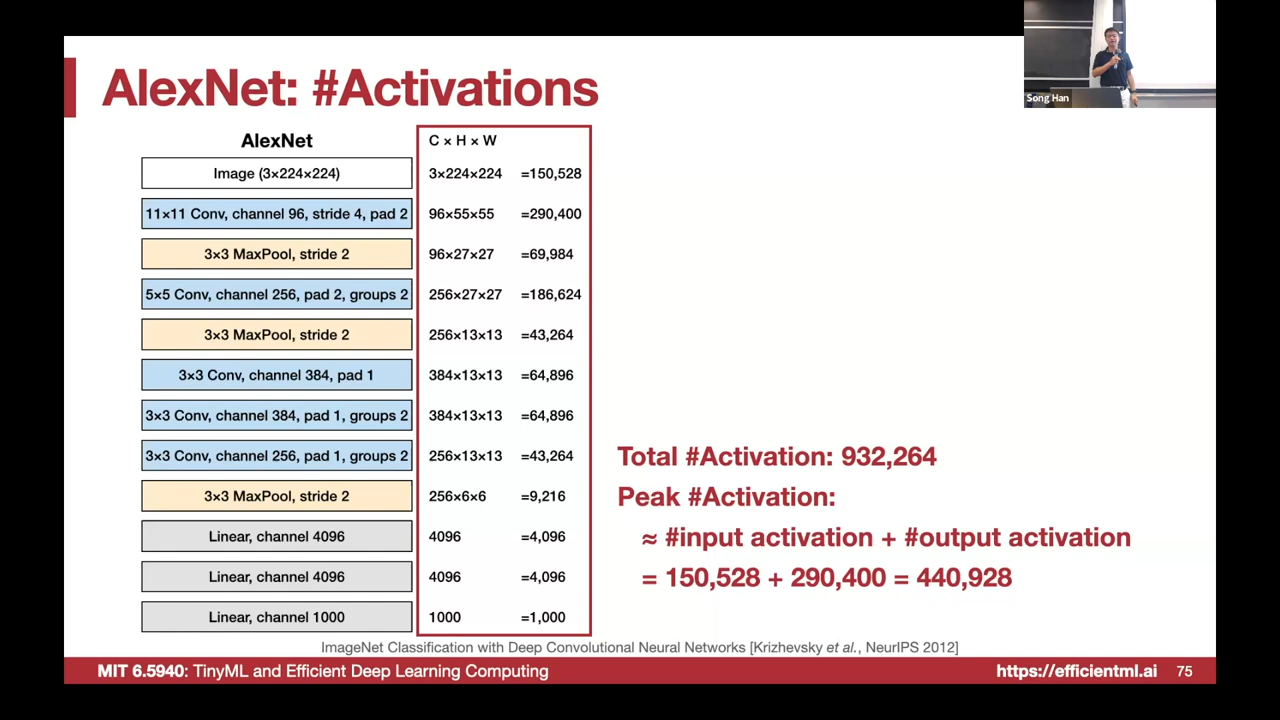 AlexNet: #Activations
Song Han
AlexNet
C × H × W
Image (3×224×224) 3×224×224 =150,528
11×11 Conv, channel 96, stride 4, pad 2 96×55×55 =290,400
3×3 MaxPool, stride 2 96×27×27 =69,984
5×5 Conv, channel 256, pad 2, groups 2 256×27×27 =186,624
3×3 MaxPool, stride 2 256×13×13 =43,264
3×3 Conv, channel 384, pad 1 384×13×13 =64,896
3×3 Conv, channel 384, pad 1, groups 2 384×13×13 =64,896
3×3 Conv, channel 256, pad 1, groups 2 256×13×13 =43,264
3×3 MaxPool, stride 2 256×6×6 =9,216
Linear, channel 4096 4096 =4,096
Linear, channel 4096 4096 =4,096
Linear, channel 1000 1000 =1,000
Total #Activation: 932,264
Peak #Activation:
≈ #input activation + #output activation
= 150,528 + 290,400 = 440,928
ImageNet Classification with Deep Convolutional Neural Networks [Krizhevsky et al., NeurIPS 2012]
MIT 6.5940: TinyML and Efficient Deep Learning Computing
https://efficientml.ai
75